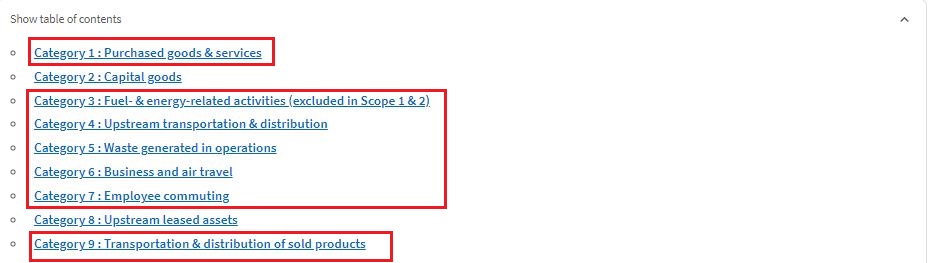 Show table of contents
Category 1 : Purchased goods & services
Category 2 : Capital goods
Category 3 : Fuel- & energy-related activities (excluded in Scope 1 & 2)
Category 4 : Upstream transportation & distribution
Category 5 : Waste generated in operations
Category 6 : Business and air travel
Category 7 : Employee commuting
Category 8 : Upstream leased assets
Category 9 : Transportation & distribution of sold products